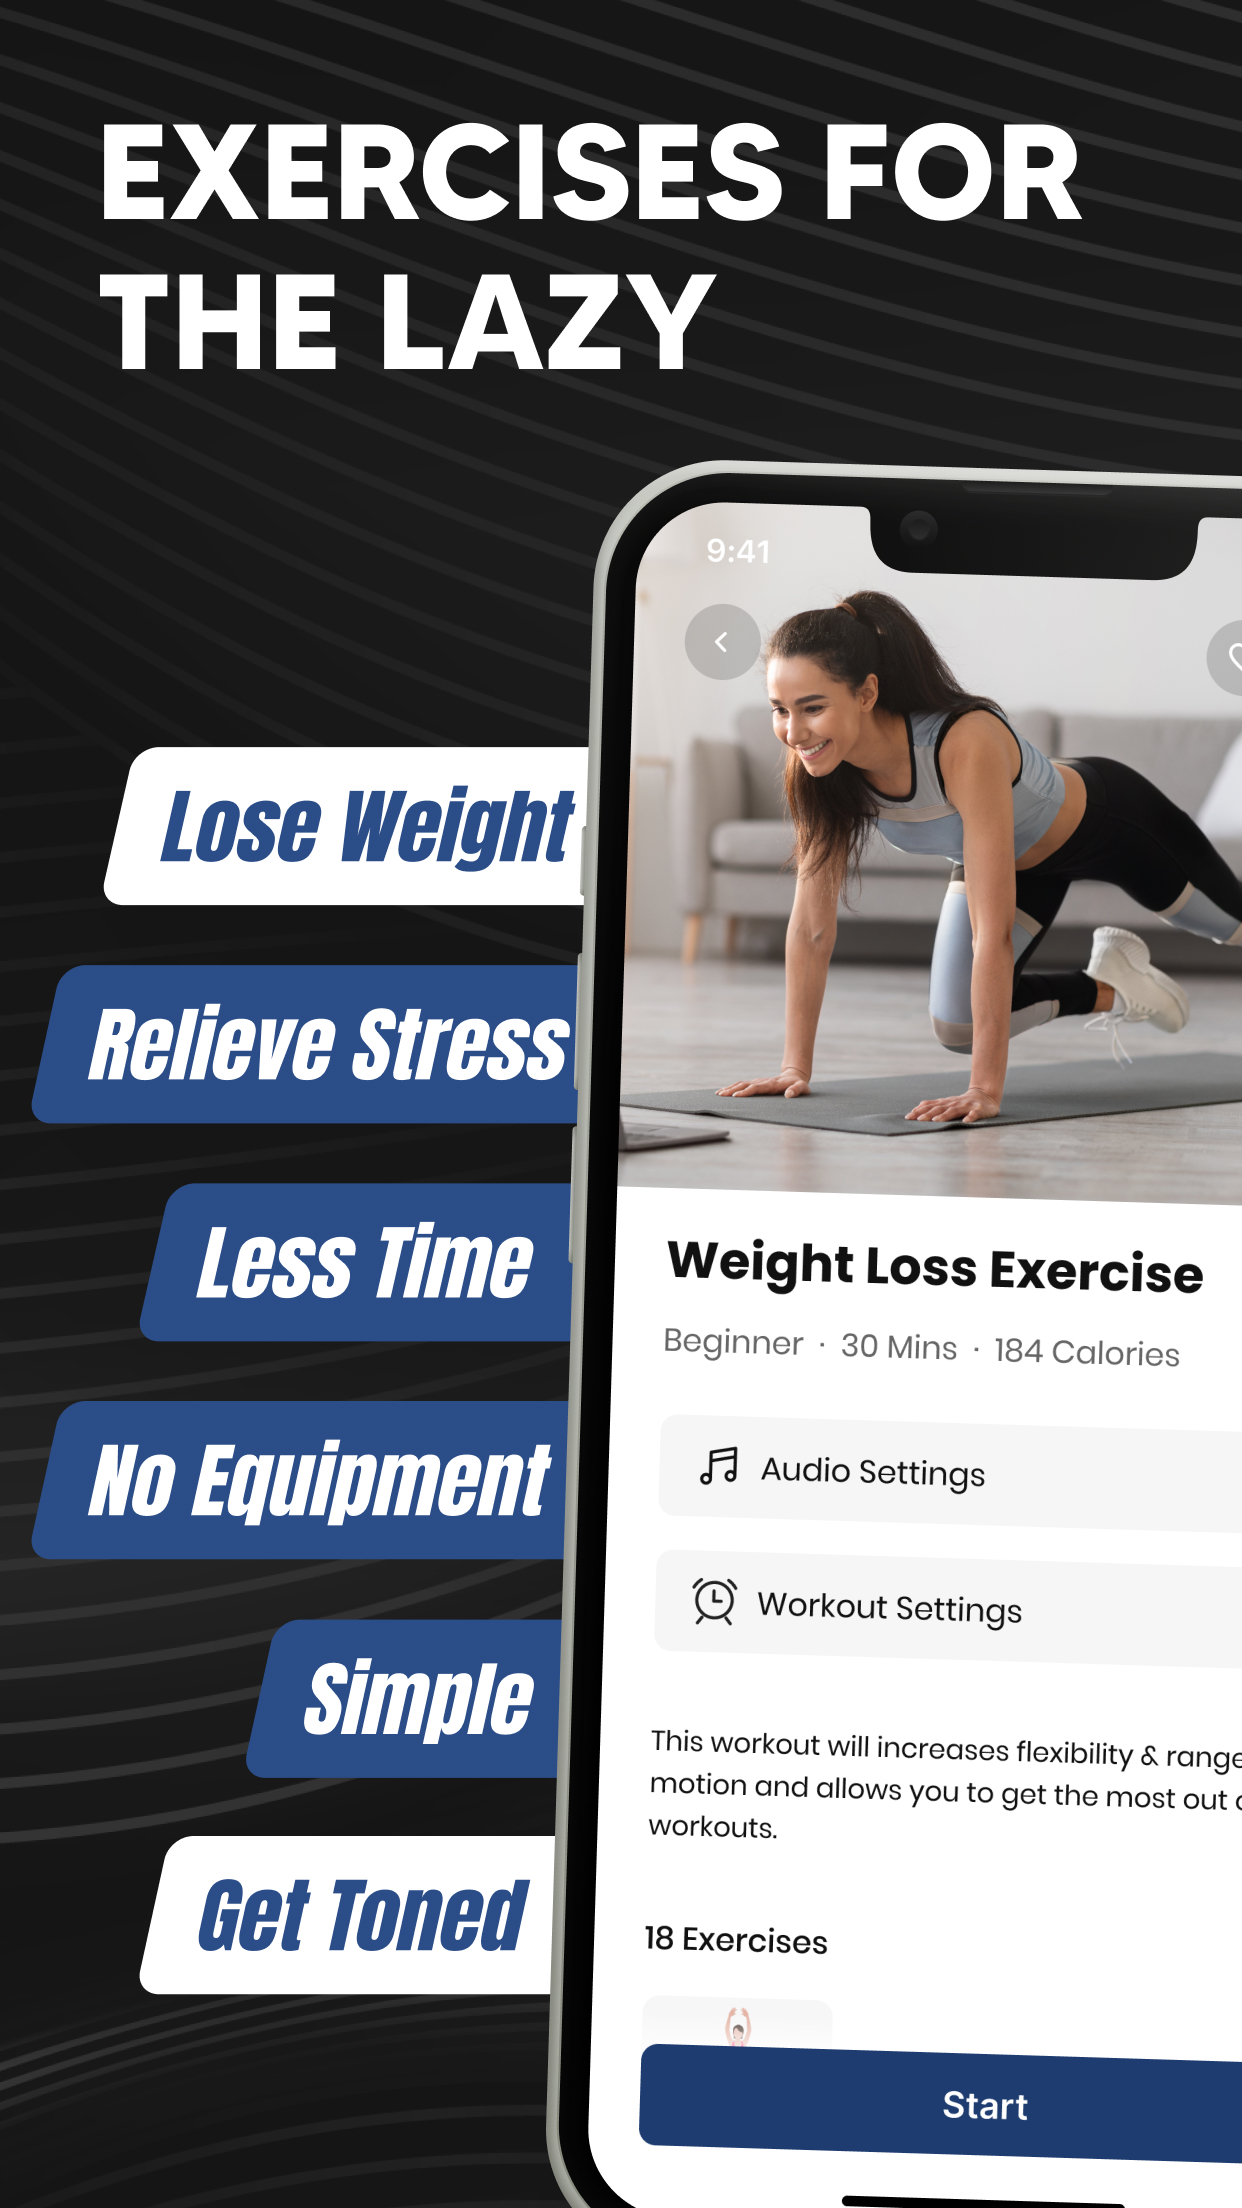 EXERCISES FOR
THE LAZY
Lose Weight
Relieve Stress
Less Time
No Equipment
Simple
Get Toned
9:41
Weight Loss Exercise
Beginner · 30 Mins · 184 Calories
Audio Settings
Workout Settings
This workout will increases flexibility & range
motion and allows you to get the most out
workouts.
18 Exercises
Start